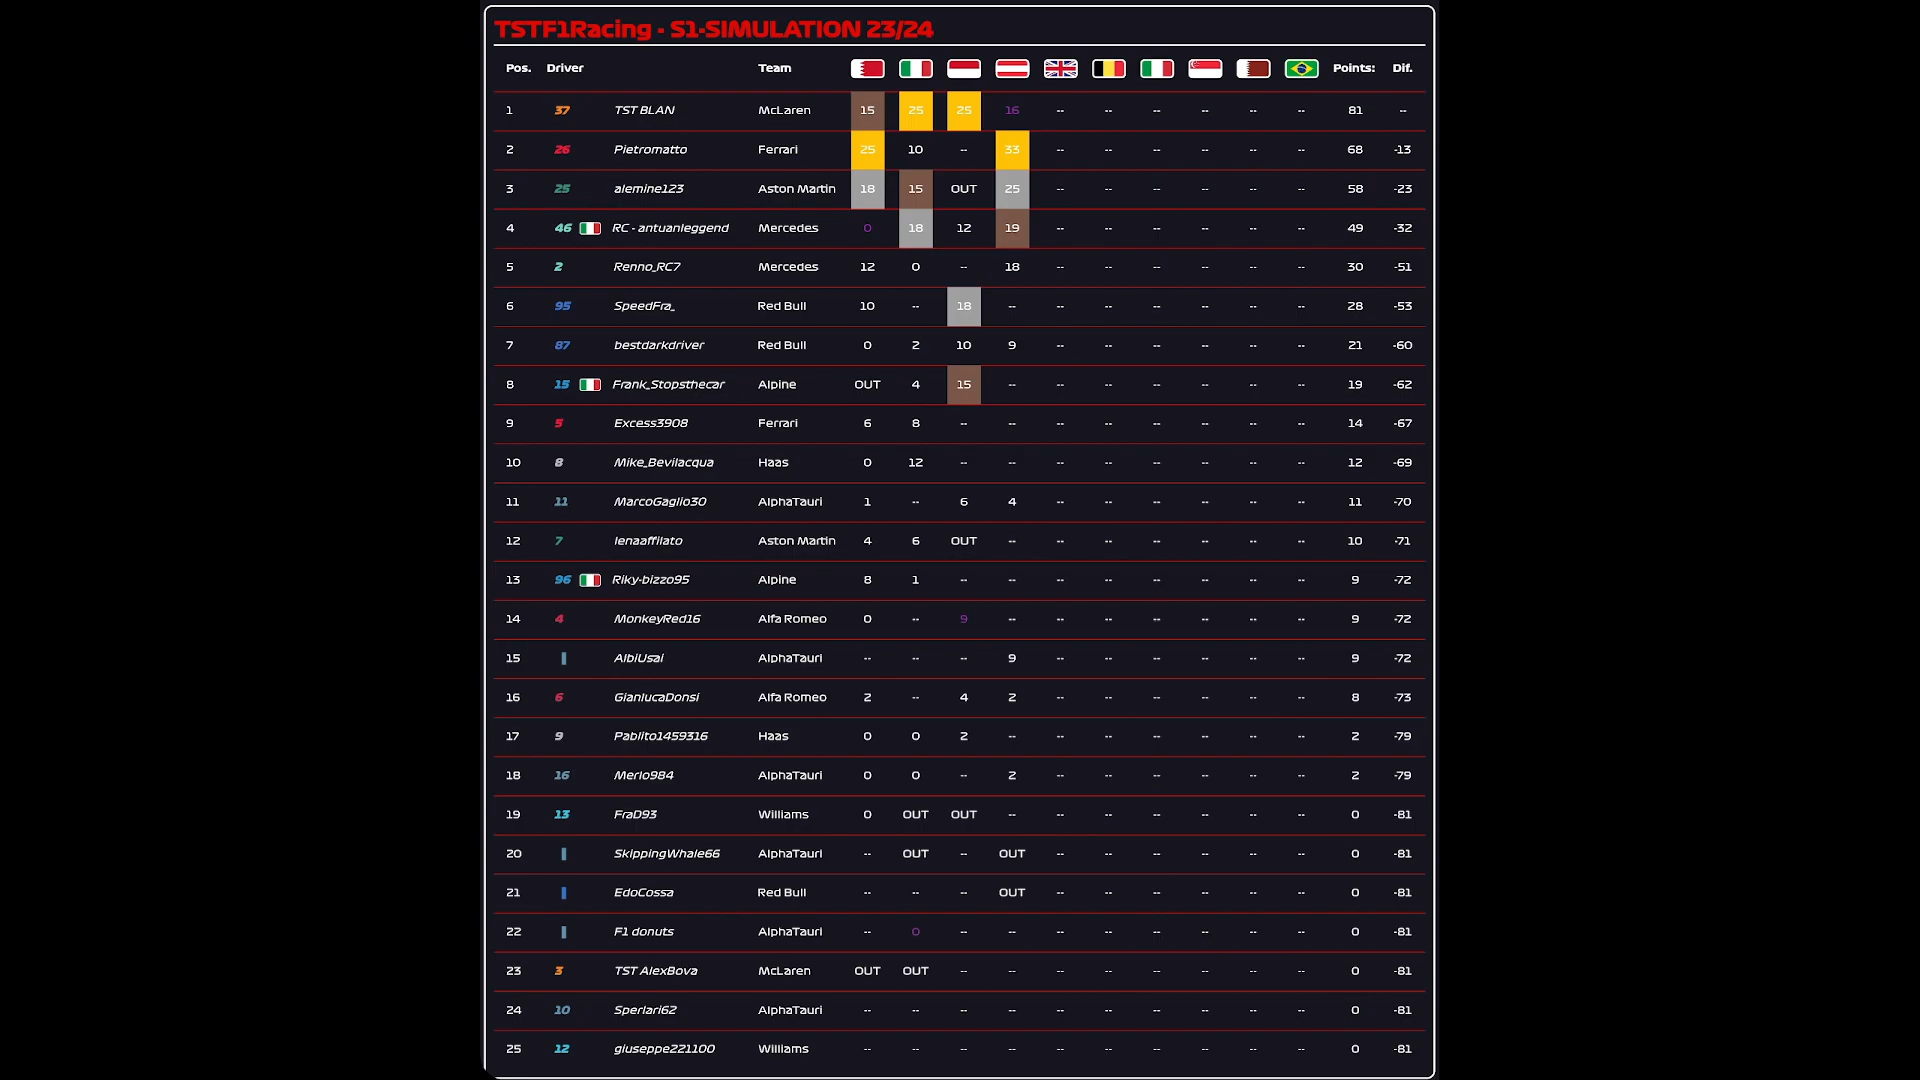 TSTF1Racing - S1-SIMULATION 23/24
Pos. Driver Team Points: Dif.
1 37 TST BLAN McLaren 15 25 25 16 -- -- -- -- -- -- 81 --
2 26 Pietromatto Ferrari 25 10 -- 33 -- -- -- -- -- -- 68 -13
3 25 alemine123 Aston Martin 18 15 OUT 25 -- -- -- -- -- -- 58 -23
4 46 RC - antuanleggend Mercedes 0 18 12 19 -- -- -- -- -- -- 49 -32
5 2 Renno_RC7 Mercedes 12 0 -- 18 -- -- -- -- -- -- 30 -51
6 95 SpeedFra_ Red Bull 10 -- 18 -- -- -- -- -- -- -- 28 -53
7 87 bestdarkdriver Red Bull 0 2 10 9 -- -- -- -- -- -- 21 -60
8 15 Frank_Stopsthecar Alpine OUT 4 15 -- -- -- -- -- -- -- 19 -62
9 5 Excess3908 Ferrari 6 8 -- -- -- -- -- -- -- -- 14 -67
10 8 Mike_Bevilacqua Haas 0 12 -- -- -- -- -- -- -- -- 12 -69
11 11 MarcoGaglio30 AlphaTauri 1 -- 6 4 -- -- -- -- -- -- 11 -70
12 7 lenaaffilato Aston Martin 4 6 OUT -- -- -- -- -- -- -- 10 -71
13 96 Riky-bizzo95 Alpine 8 1 -- -- -- -- -- -- -- -- 9 -72
14 4 MonkeyRed16 Alfa Romeo 0 -- 9 -- -- -- -- -- -- -- 9 -72
15 AlbiUsai AlphaTauri -- -- -- 9 -- -- -- -- -- -- 9 -72
16 6 GianlucaDonsi Alfa Romeo 2 -- 4 2 -- -- -- -- -- -- 8 -73
17 9 Pablito1459316 Haas 0 0 2 -- -- -- -- -- -- -- 2 -79
18 16 Merlo984 AlphaTauri 0 0 -- 2 -- -- -- -- -- -- 2 -79
19 13 FraD93 Williams 0 OUT OUT -- -- -- -- -- -- -- 0 -81
20 SkippingWhale66 AlphaTauri -- OUT -- OUT -- -- -- -- -- -- 0 -81
21 EdoCossa Red Bull -- -- -- OUT -- -- -- -- -- -- 0 -81
22 F1 donuts AlphaTauri -- 0 -- -- -- -- -- -- -- -- 0 -81
23 3 TST AlexBova McLaren OUT OUT -- -- -- -- -- -- -- -- 0 -81
24 10 Sperlari62 AlphaTauri -- -- -- -- -- -- -- -- -- -- 0 -81
25 12 giuseppe221100 Williams -- -- -- -- -- -- -- -- -- -- 0 -81